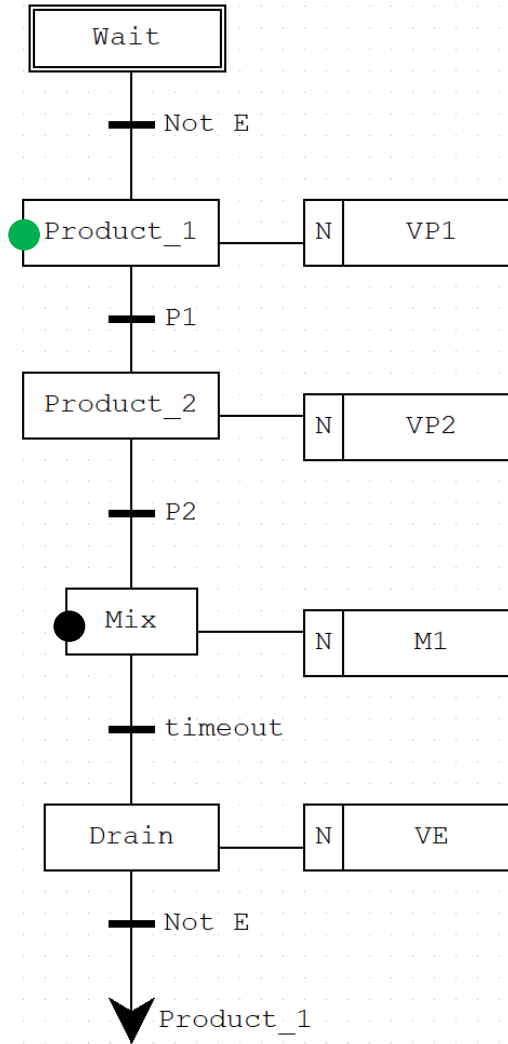 Wait
Not E
Product_1
N VP1
P1
Product_2
N VP2
P2
Mix
N M1
timeout
Drain
N VE
Not E
Product_1